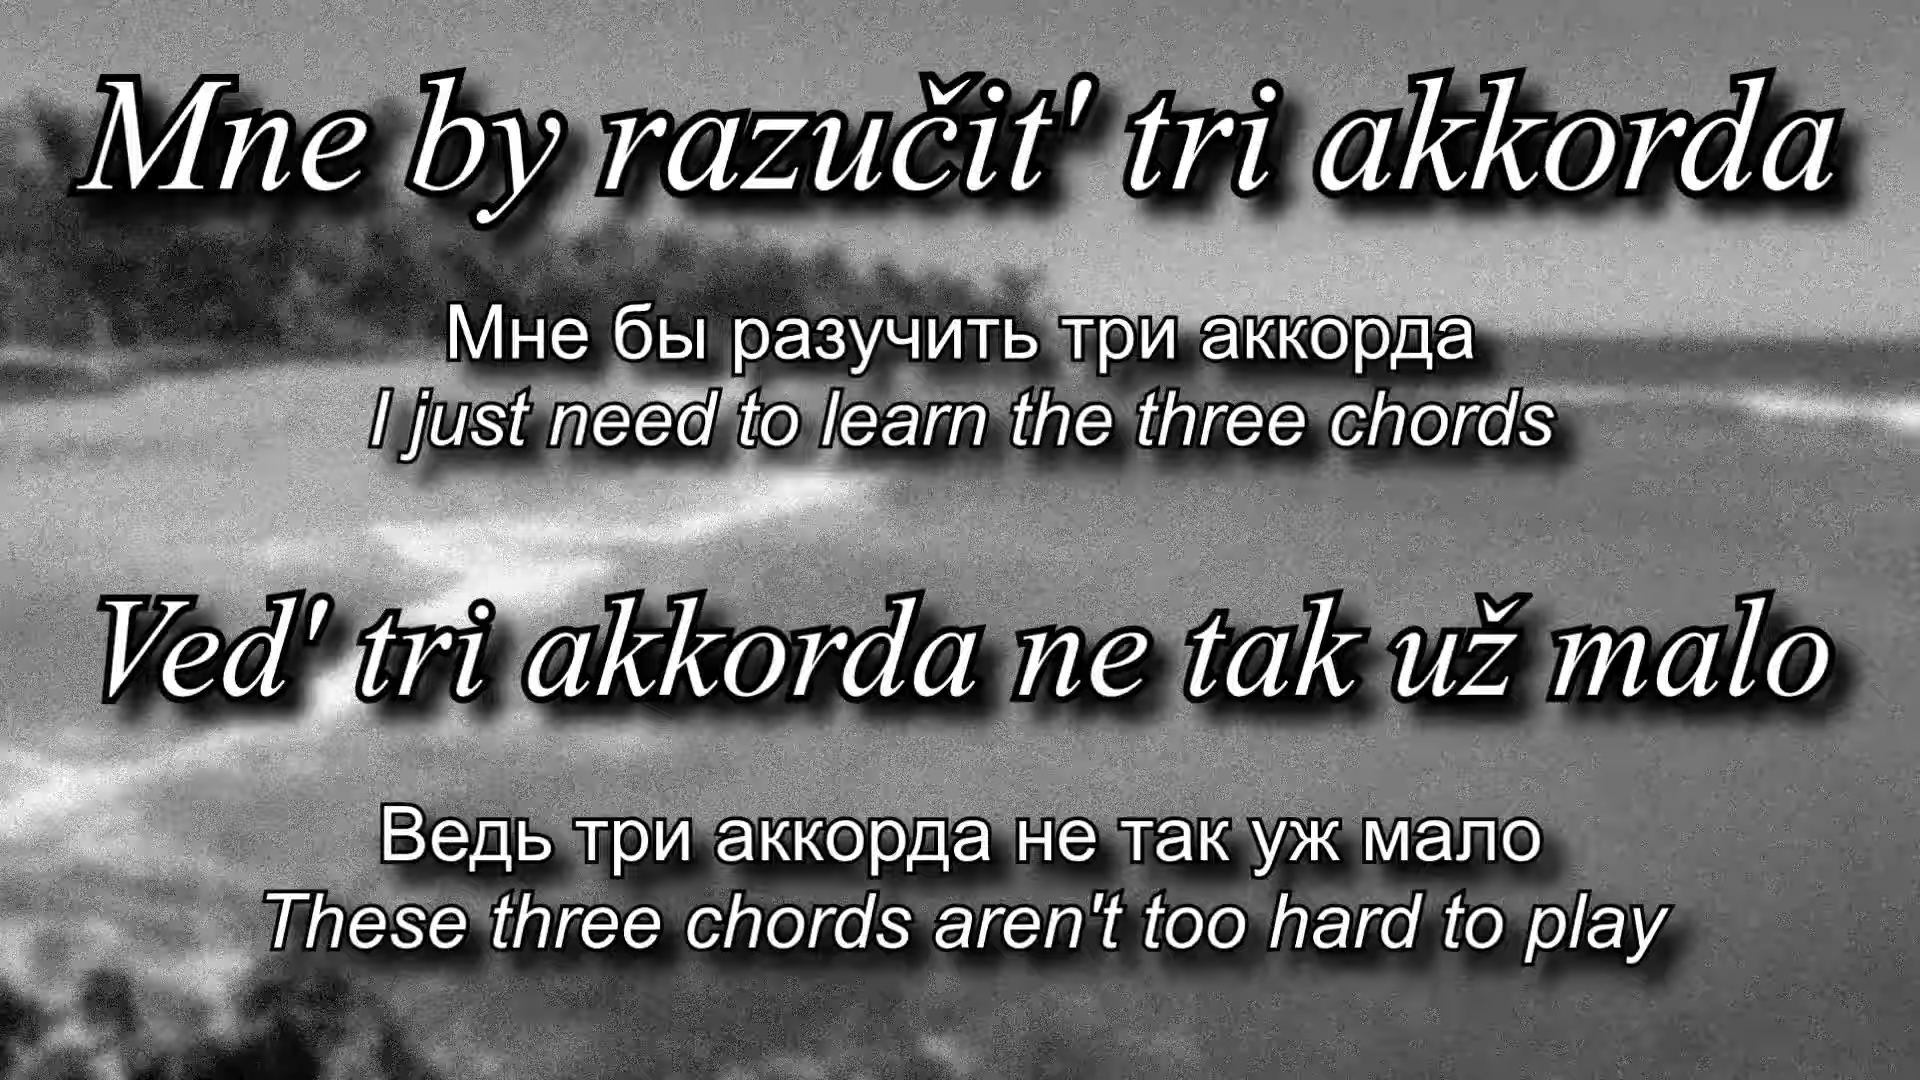 Mne by razučit' tri akkorda
Мне бы разучить три аккорда
I just need to learn the three chords
Ved' tri akkorda ne tak už malo
Ведь три аккорда не так уж мало
These three chords aren't too hard to play